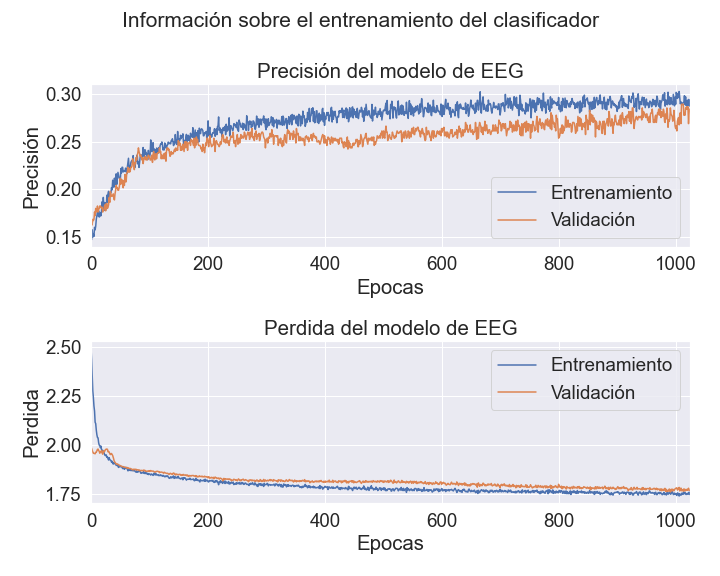 Información sobre el entrenamiento del clasificador
Precisión del modelo de EEG
0.30
0.25
0.20
0.15
Precisión
Entrenamiento
Validación
0 200 400 600 800 1000
Epocas
Perdida del modelo de EEG
2.50
2.25
2.00
1.75
Perdida
Entrenamiento
Validación
0 200 400 600 800 1000
Epocas